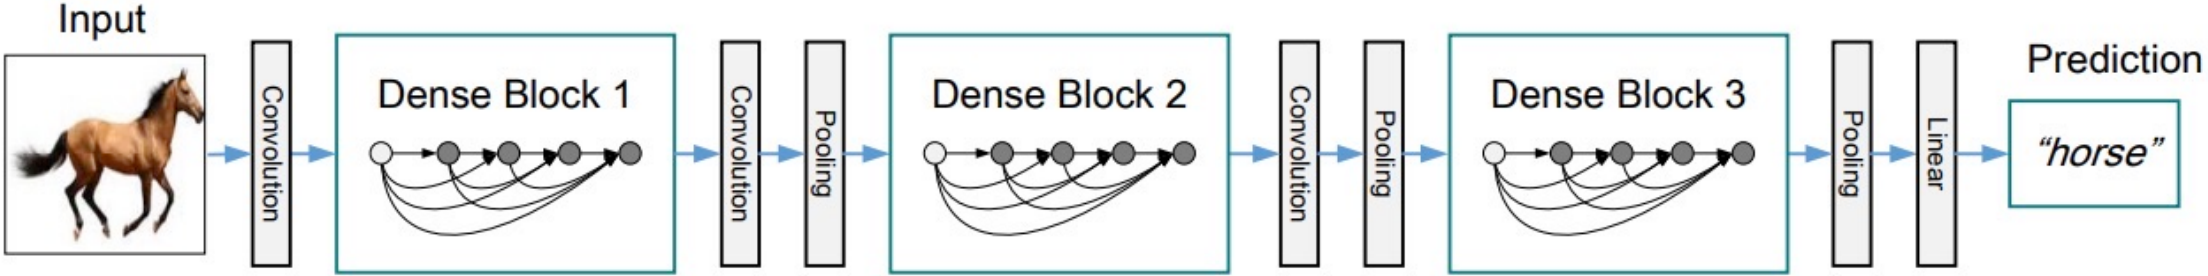 Input
Convolution
Dense Block 1
Convolution
Pooling
Dense Block 2
Convolution
Pooling
Dense Block 3
Pooling
Linear
Prediction
“horse”